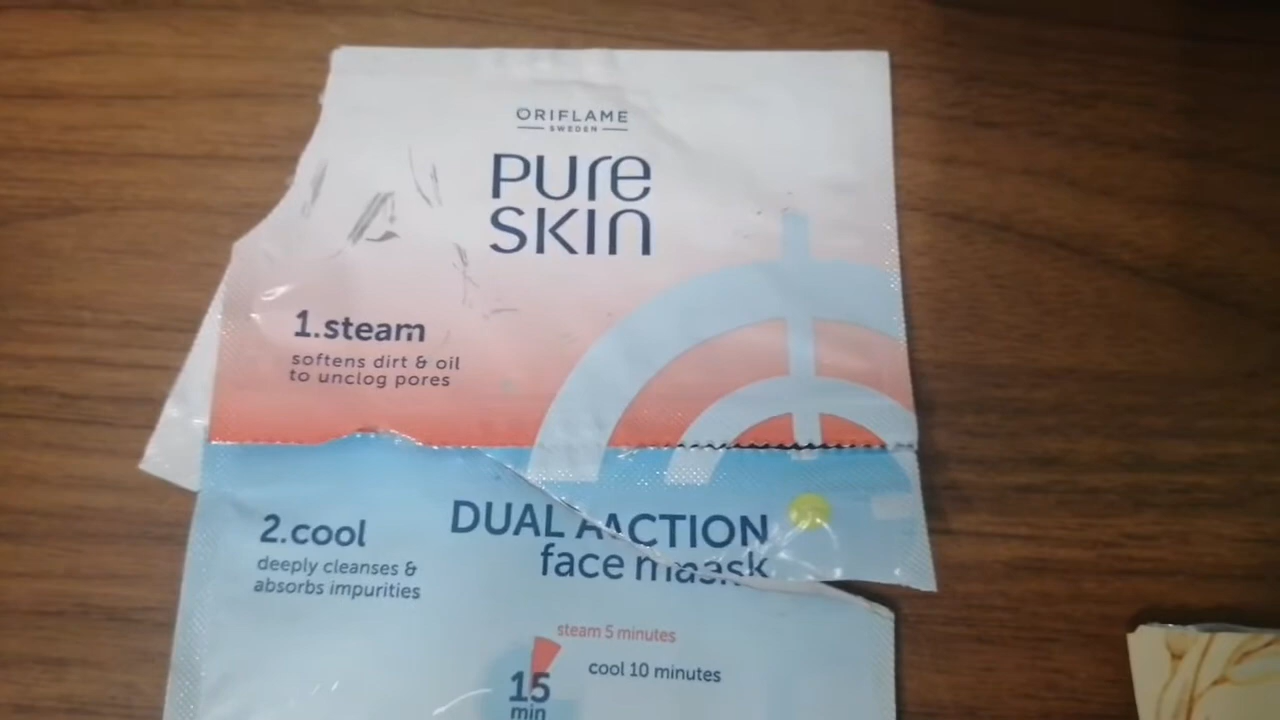 ORIFLAME
SWEDEN
PURE
SKIN
1.steam
softens dirt & oil
to unclog pores
2.cool
deeply cleanses &
absorbs impurities
DUAL ACTION
face mask
steam 5 minutes
cool 10 minutes
15
min